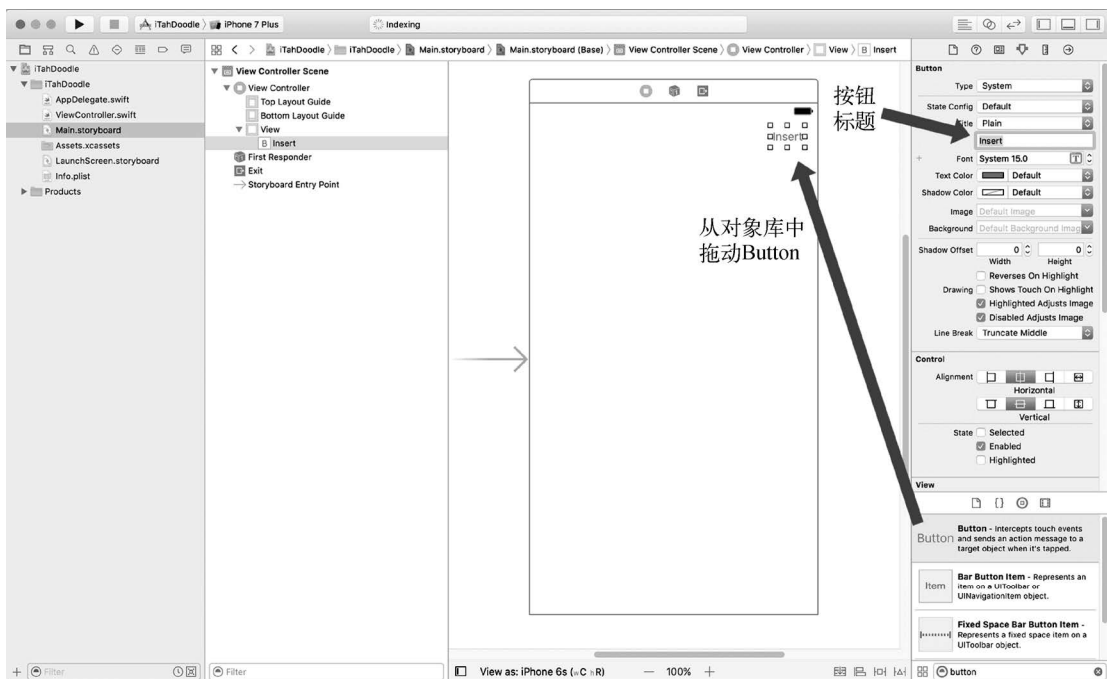 iTahDoodle
iPhone 7 Plus
Indexing
iTahDoodle
iTahDoodle
Main.storyboard
Main.storyboard (Base)
View Controller Scene
View Controller
View
B Insert
iTahDoodle
iTahDoodle
AppDelegate.swift
ViewController.swift
Main.storyboard
Assets.xcassets
LaunchScreen.storyboard
Info.plist
Products
Filter
View Controller Scene
View Controller
Top Layout Guide
Bottom Layout Guide
View
B Insert
First Responder
Exit
Storyboard Entry Point
Filter
Insert
按钮
标题
从对象库中
拖动Button
View as: iPhone 6s (wC hR)
— 100% +
Button
Type System
State Config Default
Title Plain
Insert
Font System 15.0
Text Color Default
Shadow Color Default
Image Default Image
Background Default Background Imag
Shadow Offset 0 0
Width Height
Reverses On Highlight
Drawing Shows Touch On Highlight
Highlighted Adjusts Image
Disabled Adjusts Image
Line Break Truncate Middle
Control
Alignment
Horizontal
Vertical
State Selected
Enabled
Highlighted
View
Button
Button - Intercepts touch events
and sends an action message to a
target object when it's tapped.
Item
Bar Button Item - Represents an
item on a UIToolbar or
UINavigationItem object.
Fixed Space Bar Button Item -
Represents a fixed space item on a
UIToolbar object.
button